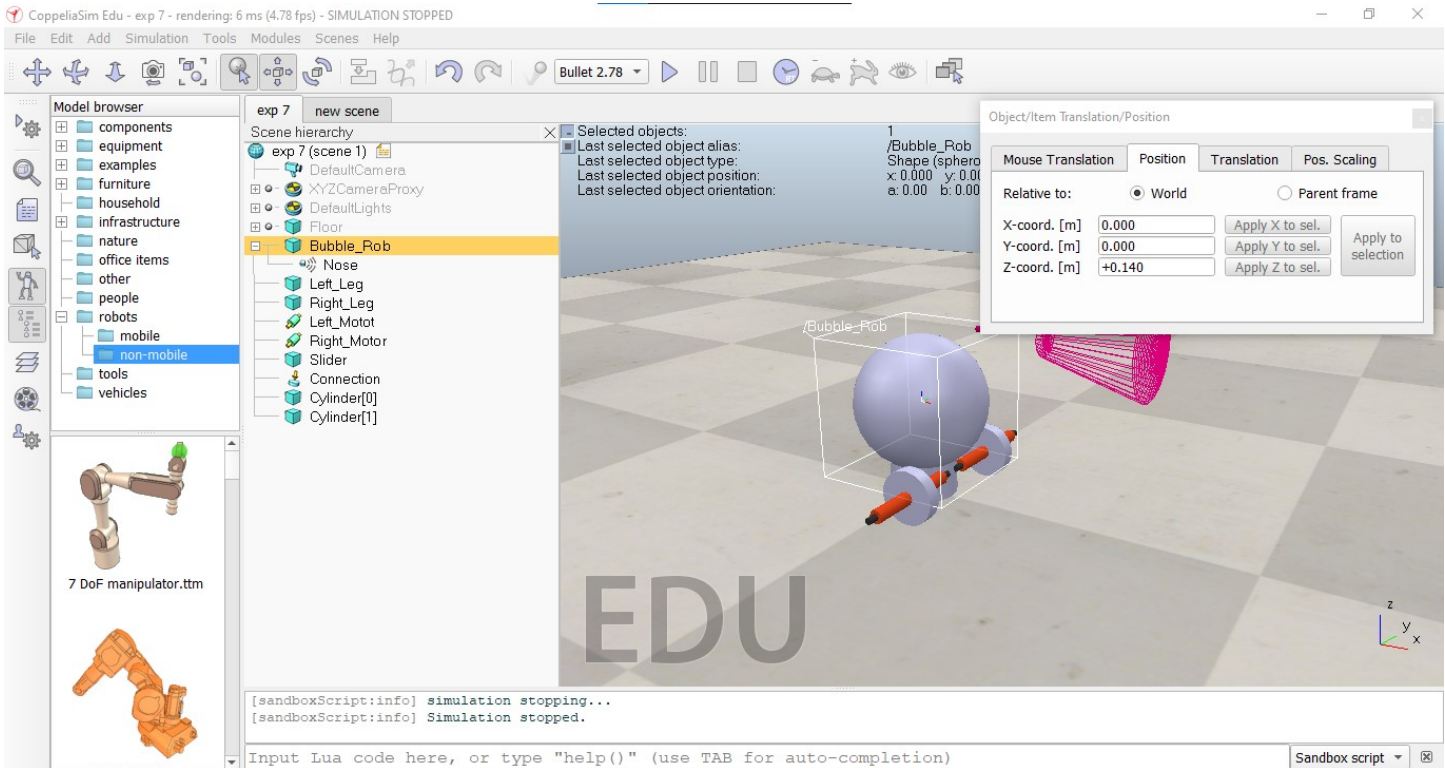 CoppeliaSim Edu - exp 7 - rendering: 6 ms (4.78 fps) - SIMULATION STOPPED
File Edit Add Simulation Tools Modules Scenes Help
Bullet 2.78
Model browser
components
equipment
examples
furniture
household
infrastructure
nature
office items
other
people
robots
mobile
non-mobile
tools
vehicles
7 DoF manipulator.ttm
exp 7 new scene
Scene hierarchy
exp 7 (scene 1)
DefaultCamera
XYZCameraProxy
DefaultLights
Floor
Bubble_Rob
Nose
Left_Leg
Right_Leg
Left_Motot
Right_Motor
Slider
Connection
Cylinder[0]
Cylinder[1]
Selected objects: 1
Last selected object alias: /Bubble_Rob
Last selected object type: Shape (sphero
Last selected object position: x: 0.000 y: 0.00
Last selected object orientation: a: 0.00 b: 0.00
Object/Item Translation/Position
Mouse Translation Position Translation Pos. Scaling
Relative to: World Parent frame
X-coord. [m] 0.000 Apply X to sel.
Y-coord. [m] 0.000 Apply Y to sel.
Z-coord. [m] +0.140 Apply Z to sel.
Apply to
selection
/Bubble_Rob
EDU
z
y
x
[sandboxScript:info] simulation stopping...
[sandboxScript:info] Simulation stopped.
Input Lua code here, or type "help()" (use TAB for auto-completion)
Sandbox script